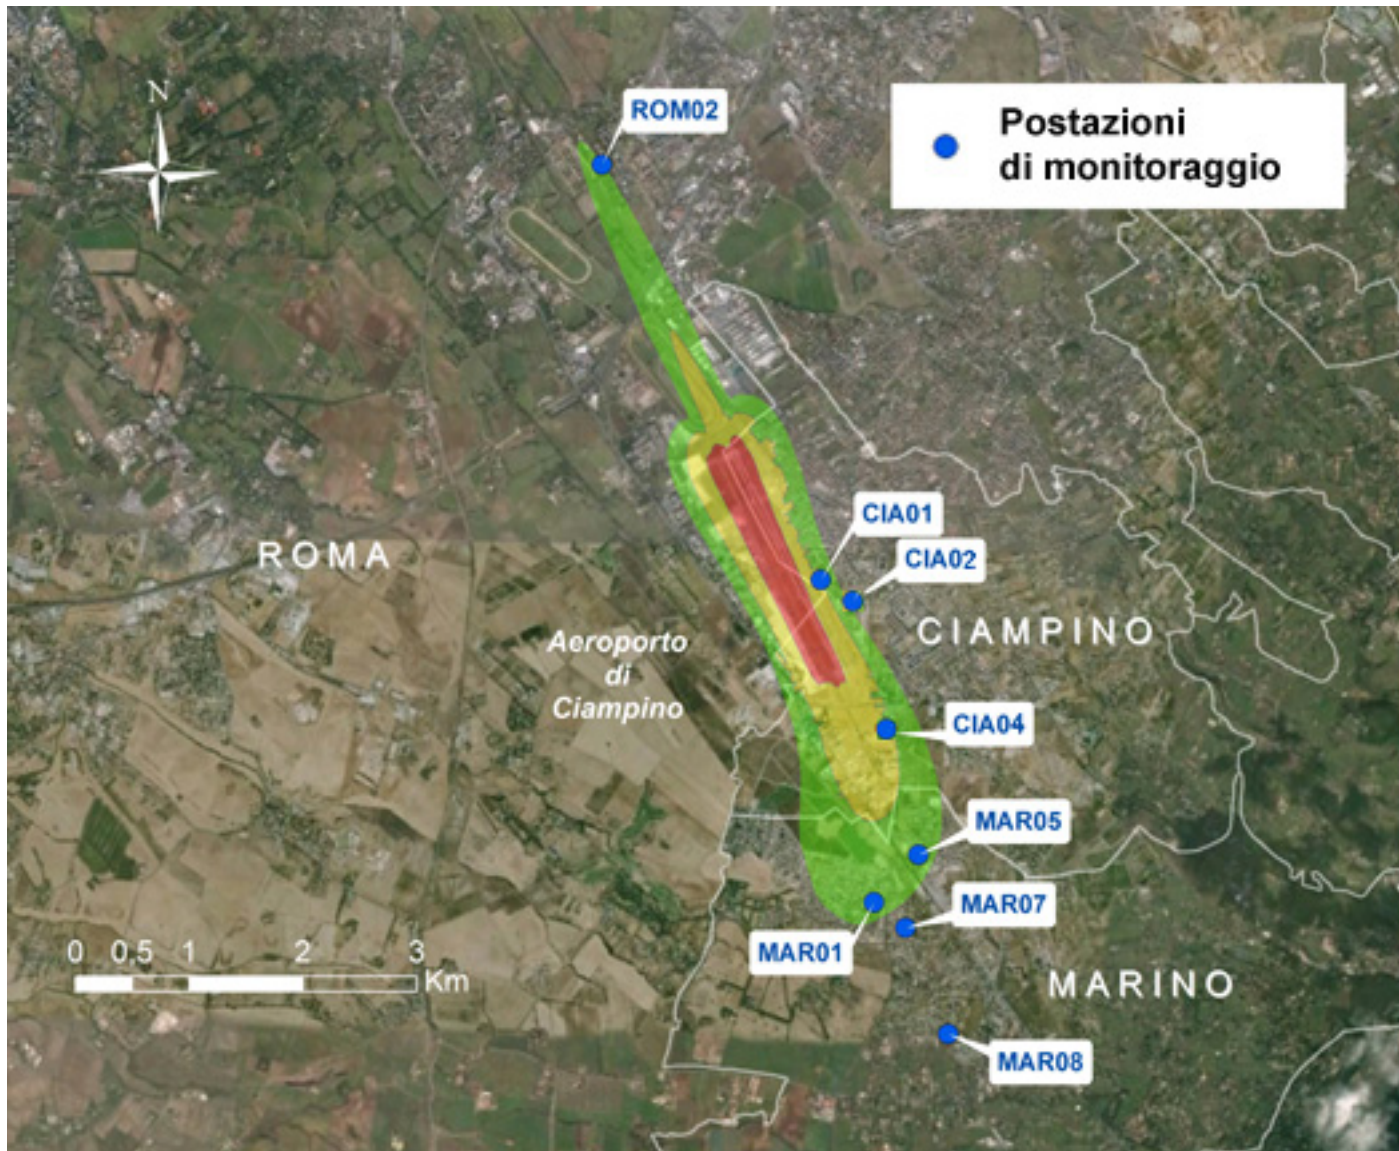 N
ROM02
Postazioni
di monitoraggio
CIA01
ROMA
CIA02
CIAMPINO
Aeroporto
di
Ciampino
CIA04
MAR05
MAR07
MAR01
0 0,5 1 2 3
Km
MARINO
MAR08